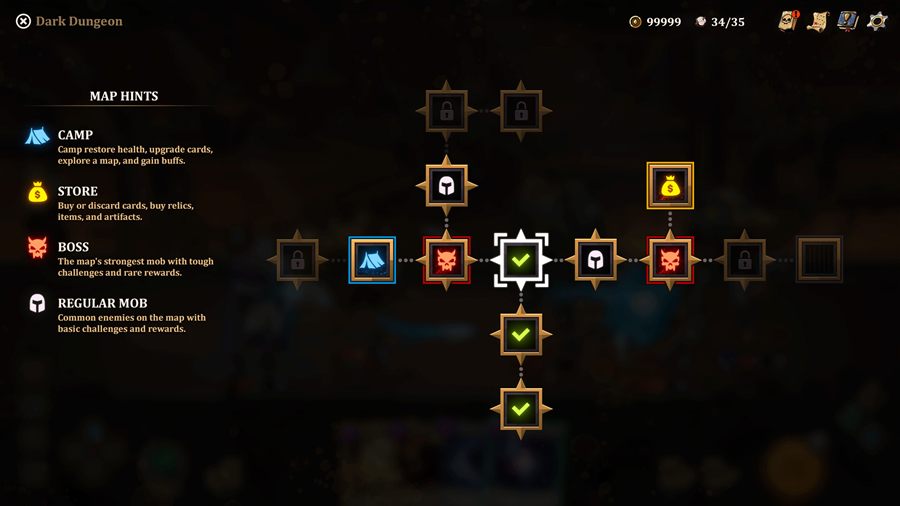 Dark Dungeon
99999
34/35
MAP HINTS
CAMP
Camp restore health, upgrade cards,
explore a map, and gain buffs.
STORE
Buy or discard cards, buy relics,
items, and artifacts.
BOSS
The map's strongest mob with tough
challenges and rare rewards.
REGULAR MOB
Common enemies on the map with
basic challenges and rewards.